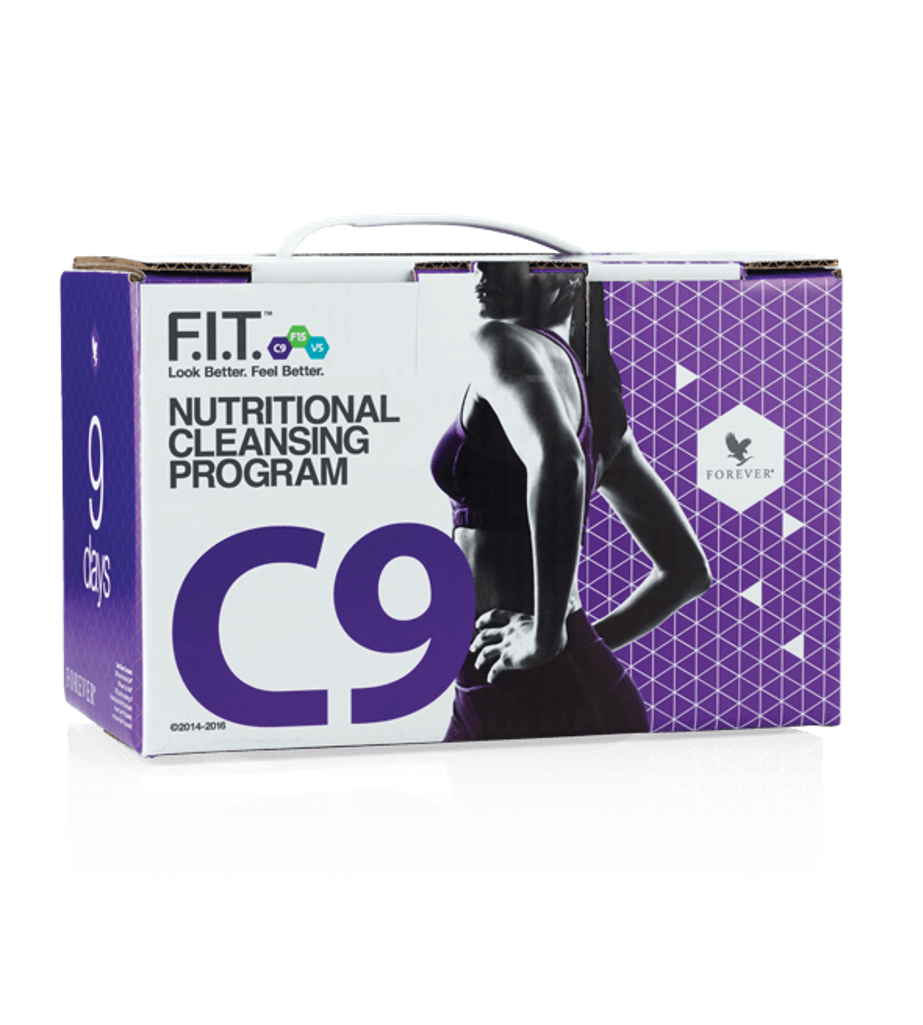 F.I.T.™
C9
F15
V5
Look Better. Feel Better.
NUTRITIONAL
CLEANSING
PROGRAM
C9
©2014-2016
9
days
FOREVER®
FOREVER®